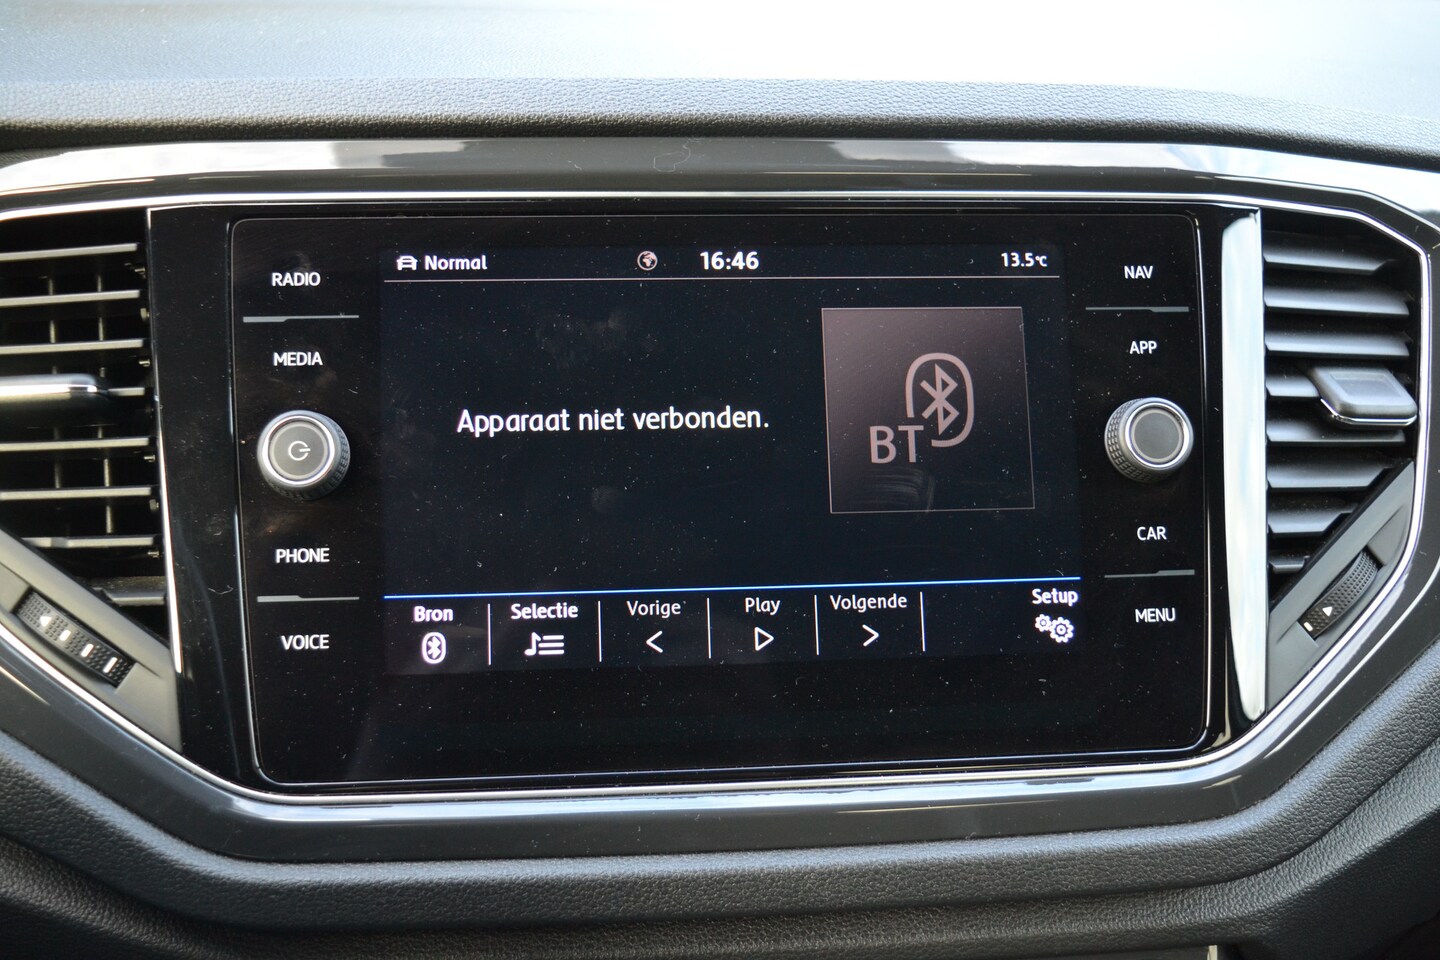 Normal 16:46 13.5°C
RADIO
MEDIA
PHONE
VOICE
NAV
APP
CAR
MENU
Apparaat niet verbonden.
BT
Bron Selectie Vorige Play Volgende Setup